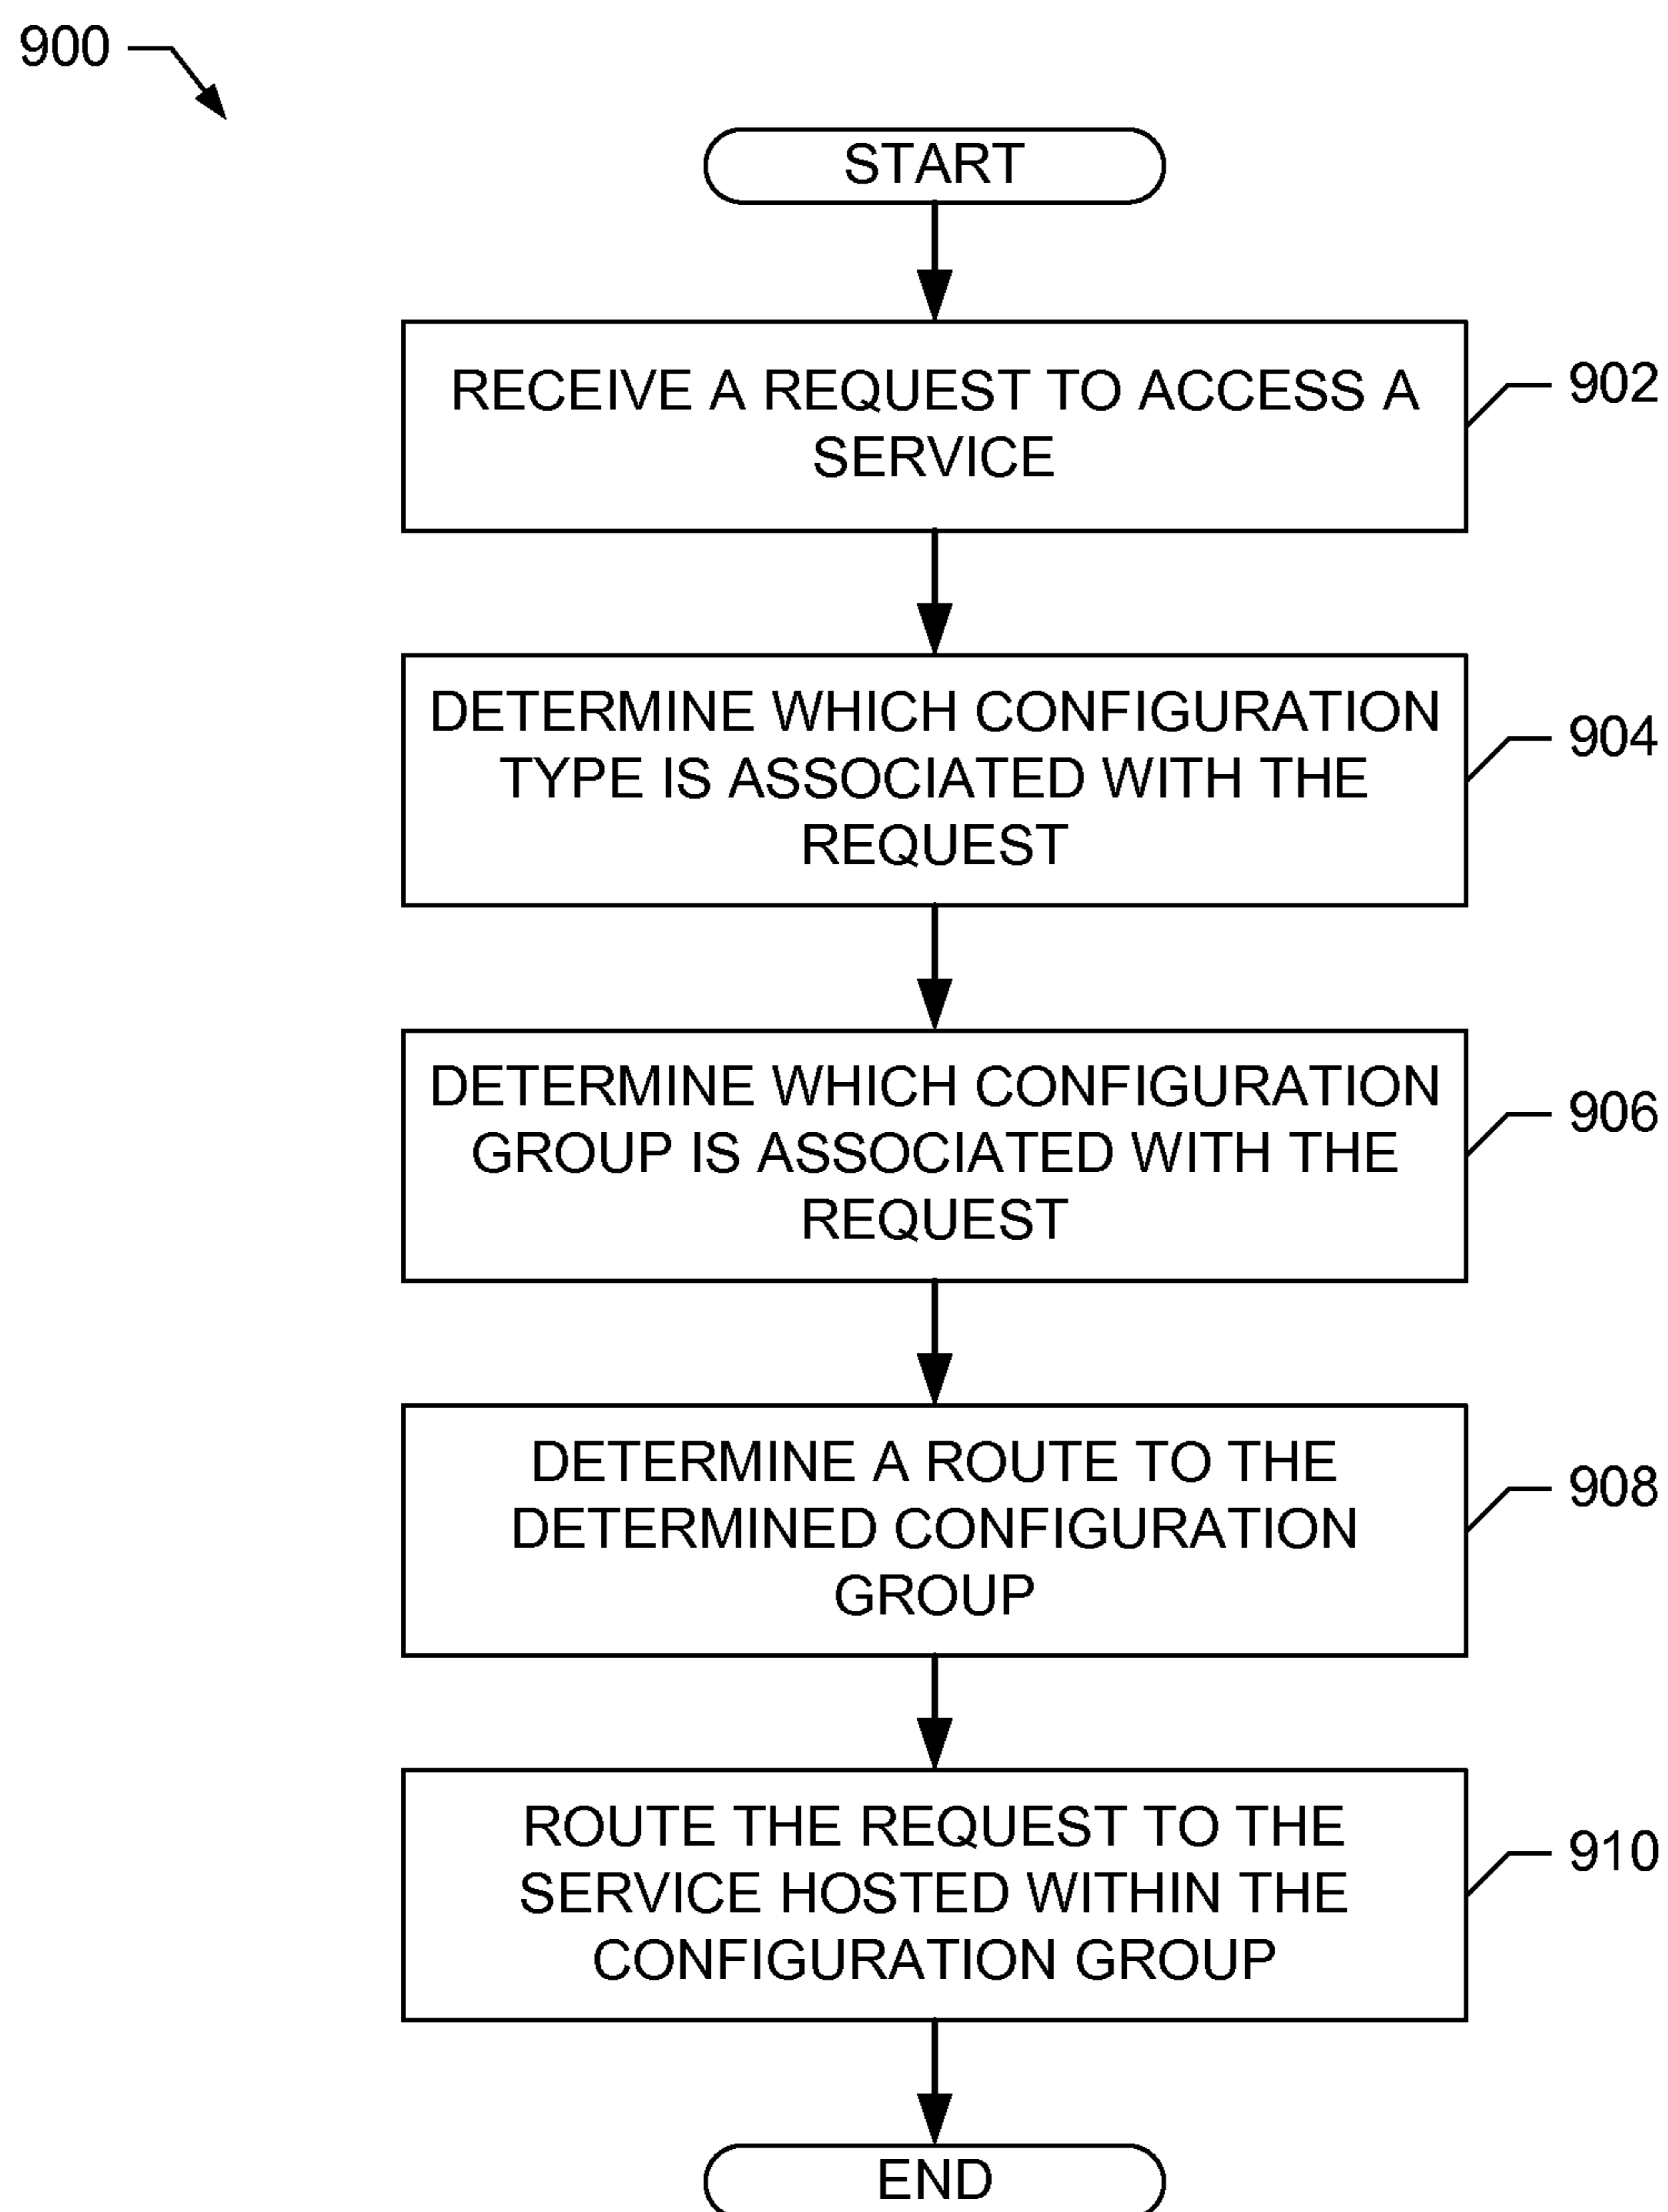 900
START
RECEIVE A REQUEST TO ACCESS A
SERVICE
902
DETERMINE WHICH CONFIGURATION
TYPE IS ASSOCIATED WITH THE
REQUEST
904
DETERMINE WHICH CONFIGURATION
GROUP IS ASSOCIATED WITH THE
REQUEST
906
DETERMINE A ROUTE TO THE
DETERMINED CONFIGURATION
GROUP
908
ROUTE THE REQUEST TO THE
SERVICE HOSTED WITHIN THE
CONFIGURATION GROUP
910
END